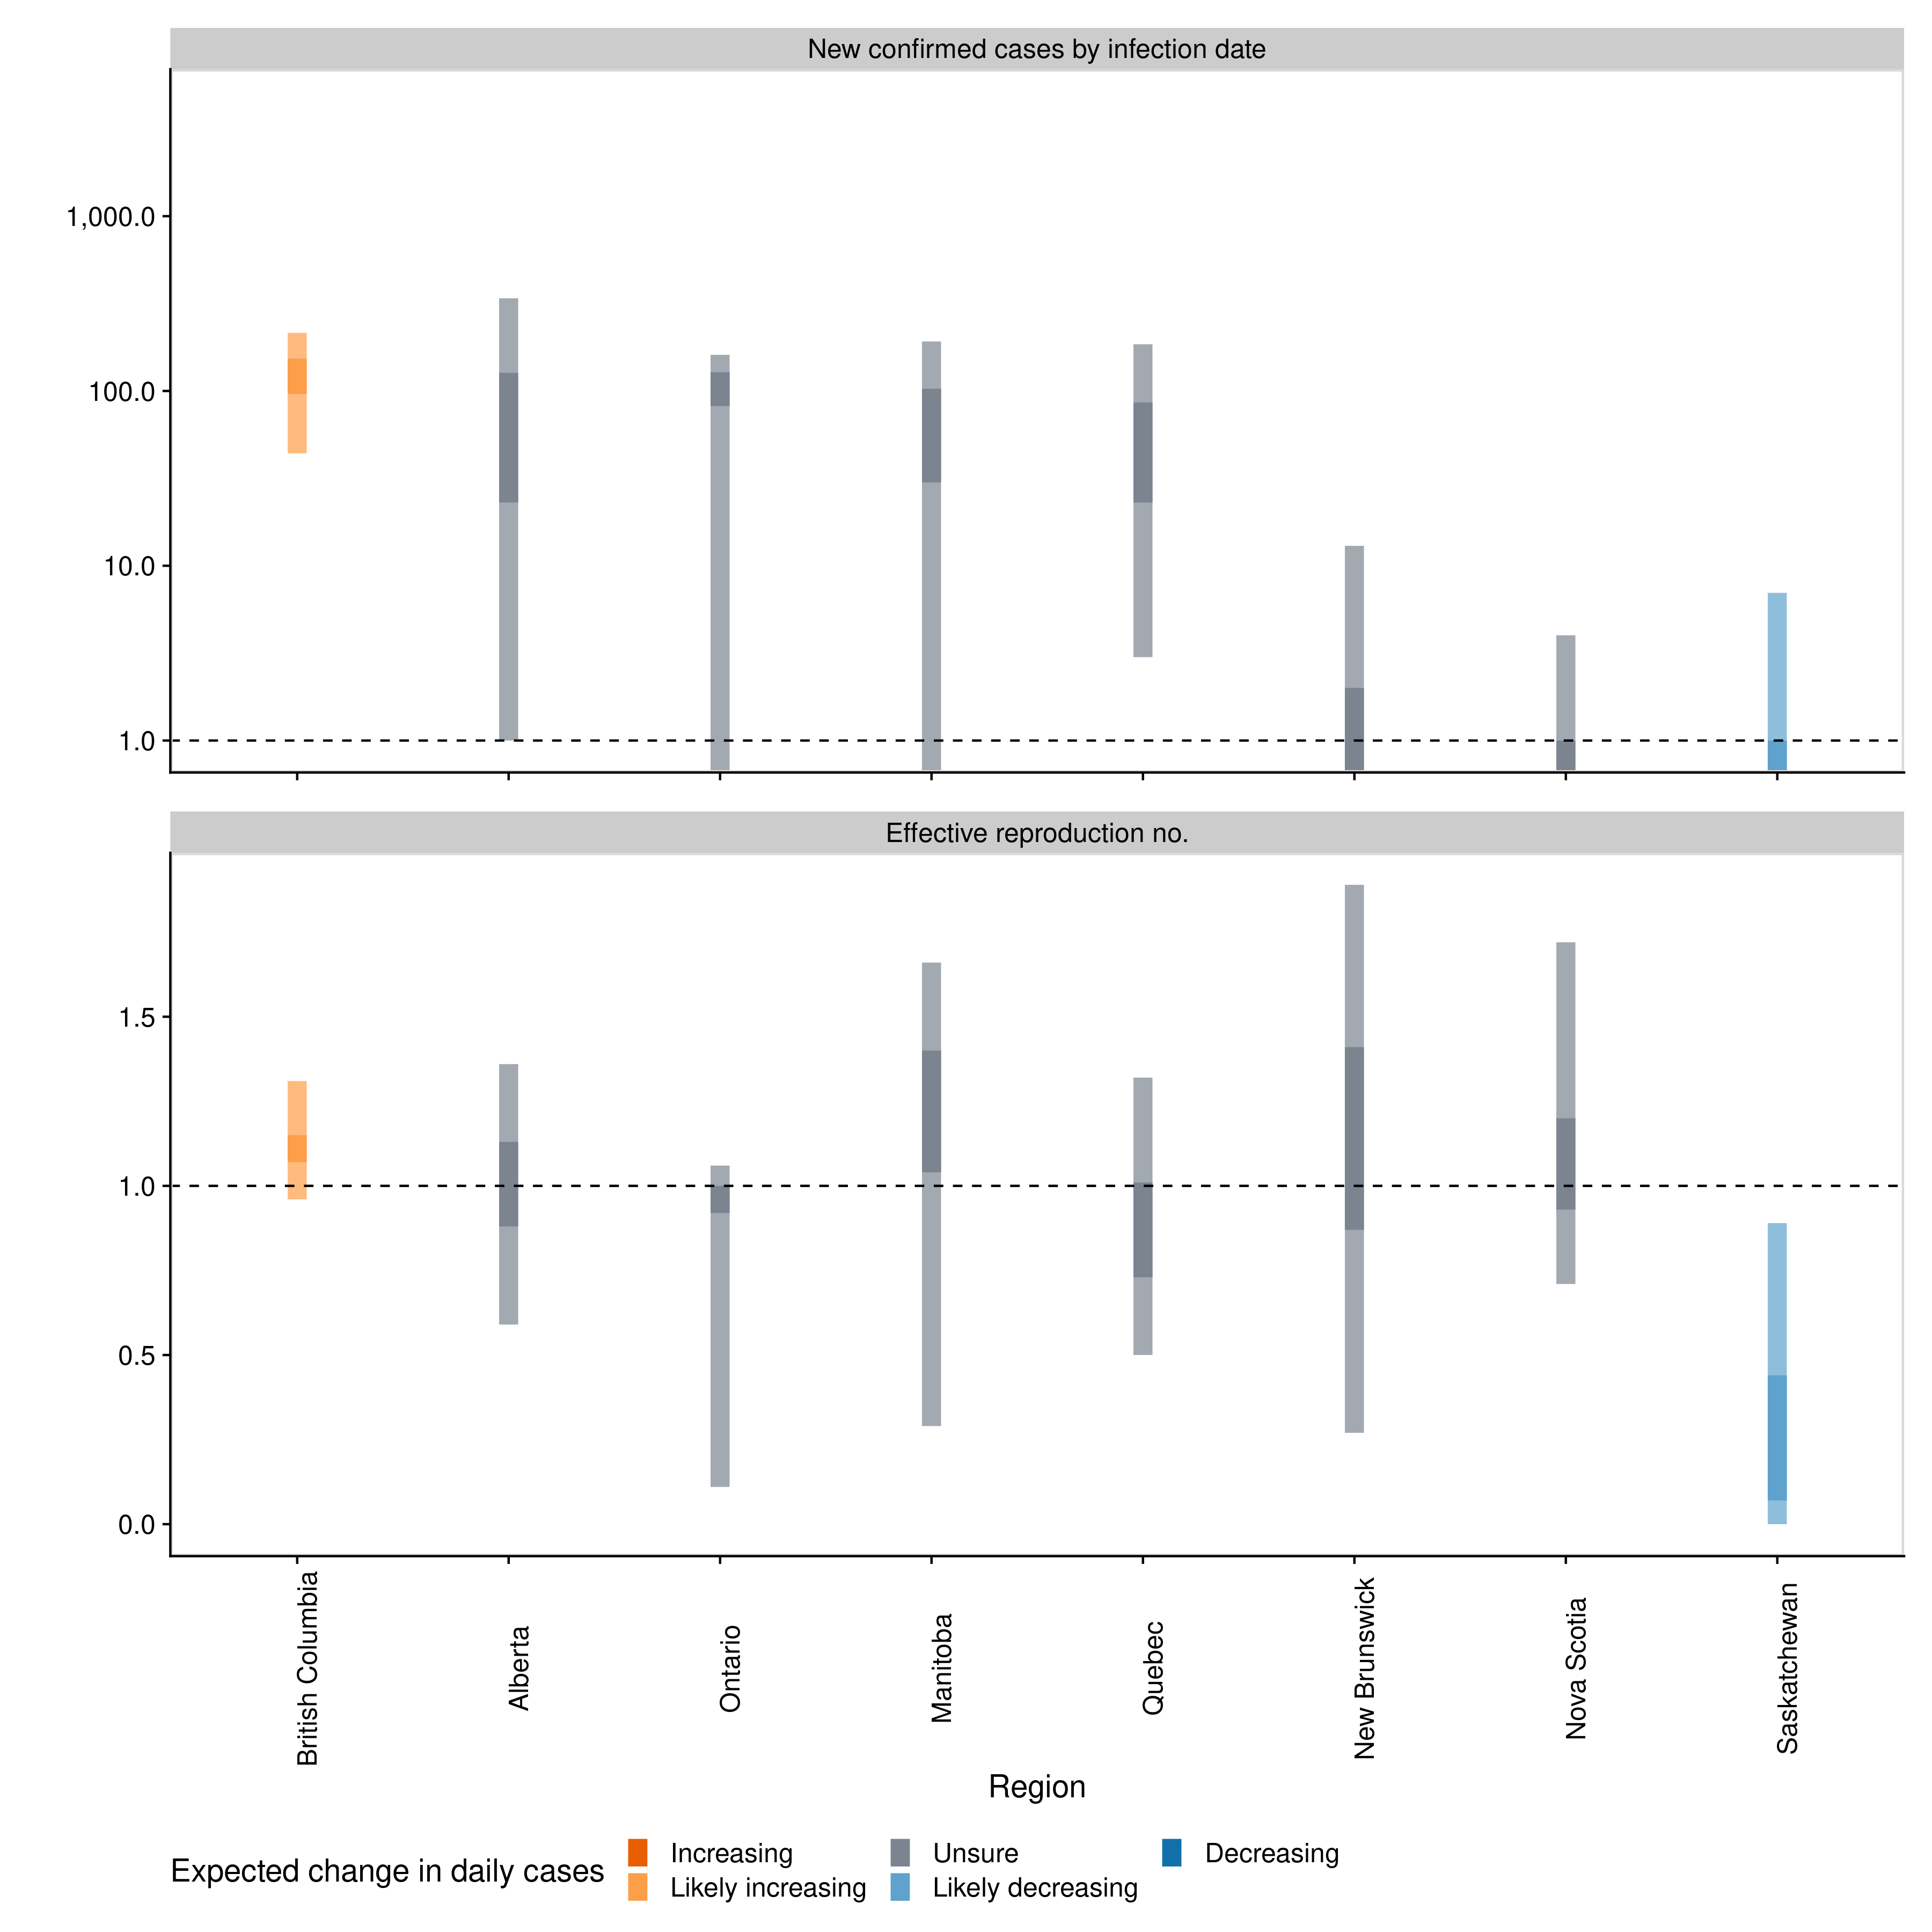 New confirmed cases by infection date
1,000.0
100.0
10.0
1.0
Effective reproduction no.
1.5
1.0
0.5
0.0
British Columbia
Alberta
Ontario
Manitoba
Quebec
New Brunswick
Nova Scotia
Saskatchewan
Region
Expected change in daily cases
Increasing
Likely increasing
Unsure
Likely decreasing
Decreasing